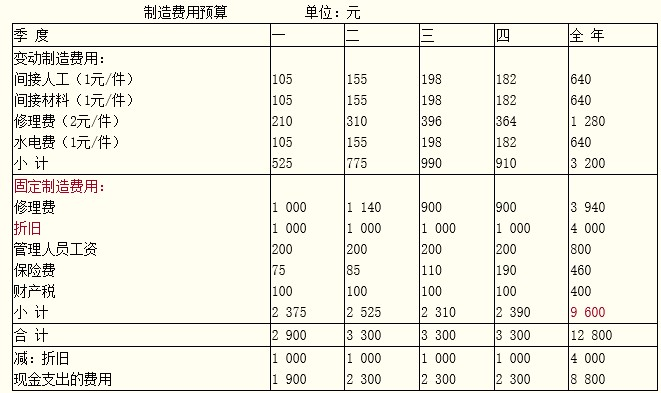 制造费用预算 单位：元
季 度 一 二 三 四 全 年
变动制造费用：
间接人工（1元/件） 105 155 198 182 640
间接材料（1元/件） 105 155 198 182 640
修理费（2元/件） 210 310 396 364 1 280
水电费（1元/件） 105 155 198 182 640
小 计 525 775 990 910 3 200
固定制造费用：
修理费 1 000 1 140 900 900 3 940
折旧 1 000 1 000 1 000 1 000 4 000
管理人员工资 200 200 200 200 800
保险费 75 85 110 190 460
财产税 100 100 100 100 400
小 计 2 375 2 525 2 310 2 390 9 600
合 计 2 900 3 300 3 300 3 300 12 800
减：折旧 1 000 1 000 1 000 1 000 4 000
现金支出的费用 1 900 2 300 2 300 2 300 8 800